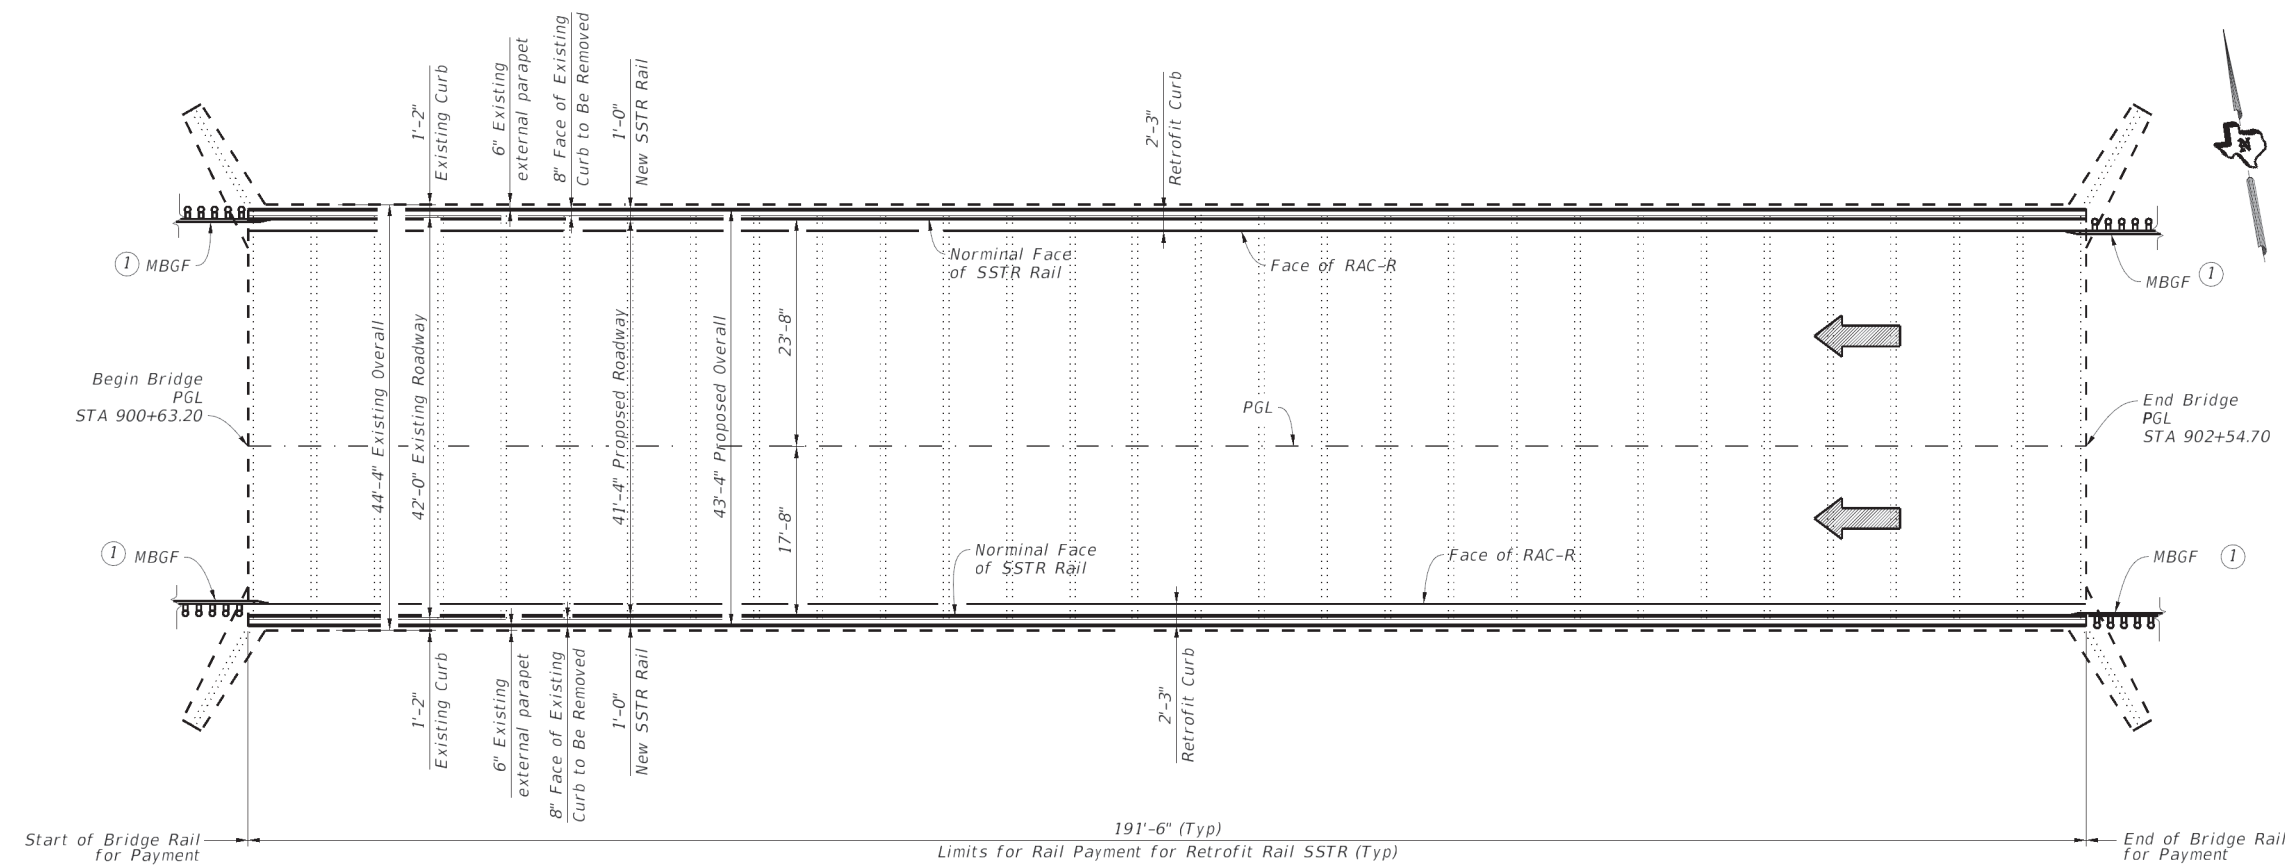 1'-2"
Existing Curb
6" Existing
external parapet
8" Face of Existing
Curb to Be Removed
1'-0"
New SSTR Rail
2'-3"
Retrofit Curb
N
1 MBGF
Norminal Face
of SSTR Rail
Face of RAC-R
MBGF 1
44'-4" Existing Overall
42'-0" Existing Roadway
41'-4" Proposed Roadway
43'-4" Proposed Overall
23'-8"
17'-8"
Begin Bridge
PGL
STA 900+63.20
PGL
End Bridge
PGL
STA 902+54.70
1 MBGF
Norminal Face
of SSTR Rail
Face of RAC-R
MBGF 1
1'-2"
Existing Curb
6" Existing
external parapet
8" Face of Existing
Curb to Be Removed
1'-0"
New SSTR Rail
2'-3"
Retrofit Curb
Start of Bridge Rail
for Payment
191'-6" (Typ)
Limits for Rail Payment for Retrofit Rail SSTR (Typ)
End of Bridge Rail
for Payment